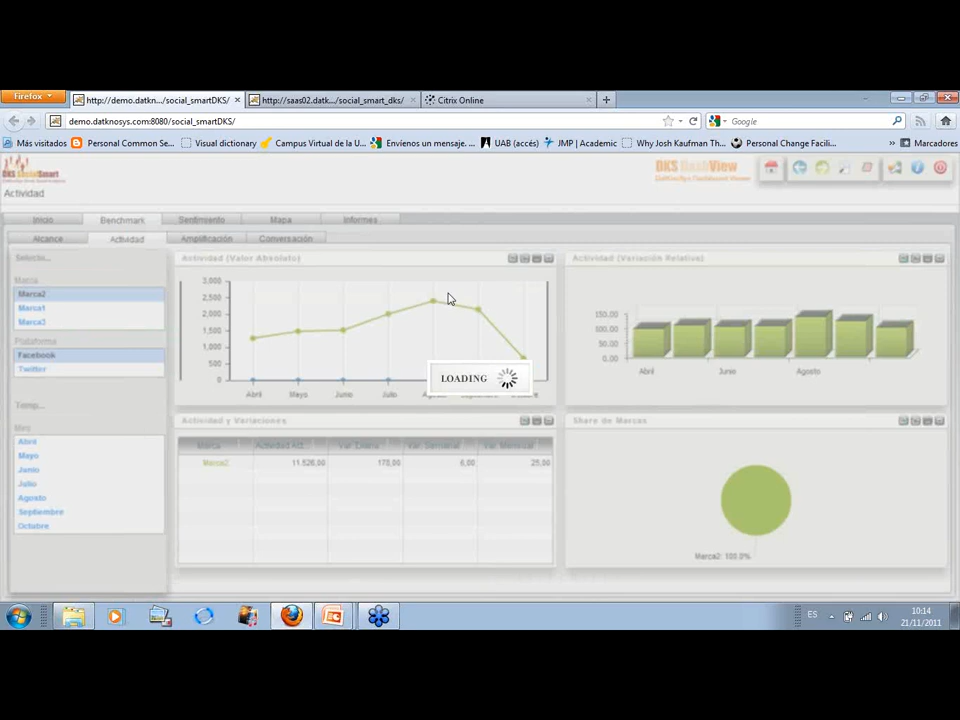 Firefox
http://demo.datkn.../social_smartDKS/
http://saas02.datk.../social_smart_dks/
Citrix Online
demo.datknosys.com:8080/social_smartDKS/
Google
Más visitados
Personal Common Se...
Visual dictionary
Campus Virtual de la U...
Envíenos un mensaje. ...
UAB (accés)
JMP | Academic
Why Josh Kaufman Th...
Personal Change Facili...
Marcadores
DKS SocialSmart
DKS DashView
Actividad
Inicio
Benchmark
Sentimiento
Mapa
Informes
Alcance
Actividad
Amplificación
Conversación
Selecció...
Marca
Marca2
Marca1
Marca3
Plataforma
Facebook
Twitter
Temp...
Mes
Abril
Mayo
Junio
Julio
Agosto
Septiembre
Octubre
Actividad (Valor Absoluto)
3,000
2,500
2,000
1,500
1,000
500
0
Abril Mayo Junio Julio
LOADING
Actividad (Variación Relativa)
150.00
50.00
0.00
Abril Junio Agosto
Actividad y Variaciones
Marca Actividad Act. Var. Diaria Var. Semanal Var. Mensual
Marca2 11.526,00 175,00 6,00 25,00
Share de Marcas
Marca2: 100,0%
ES
10:14
21/11/2011